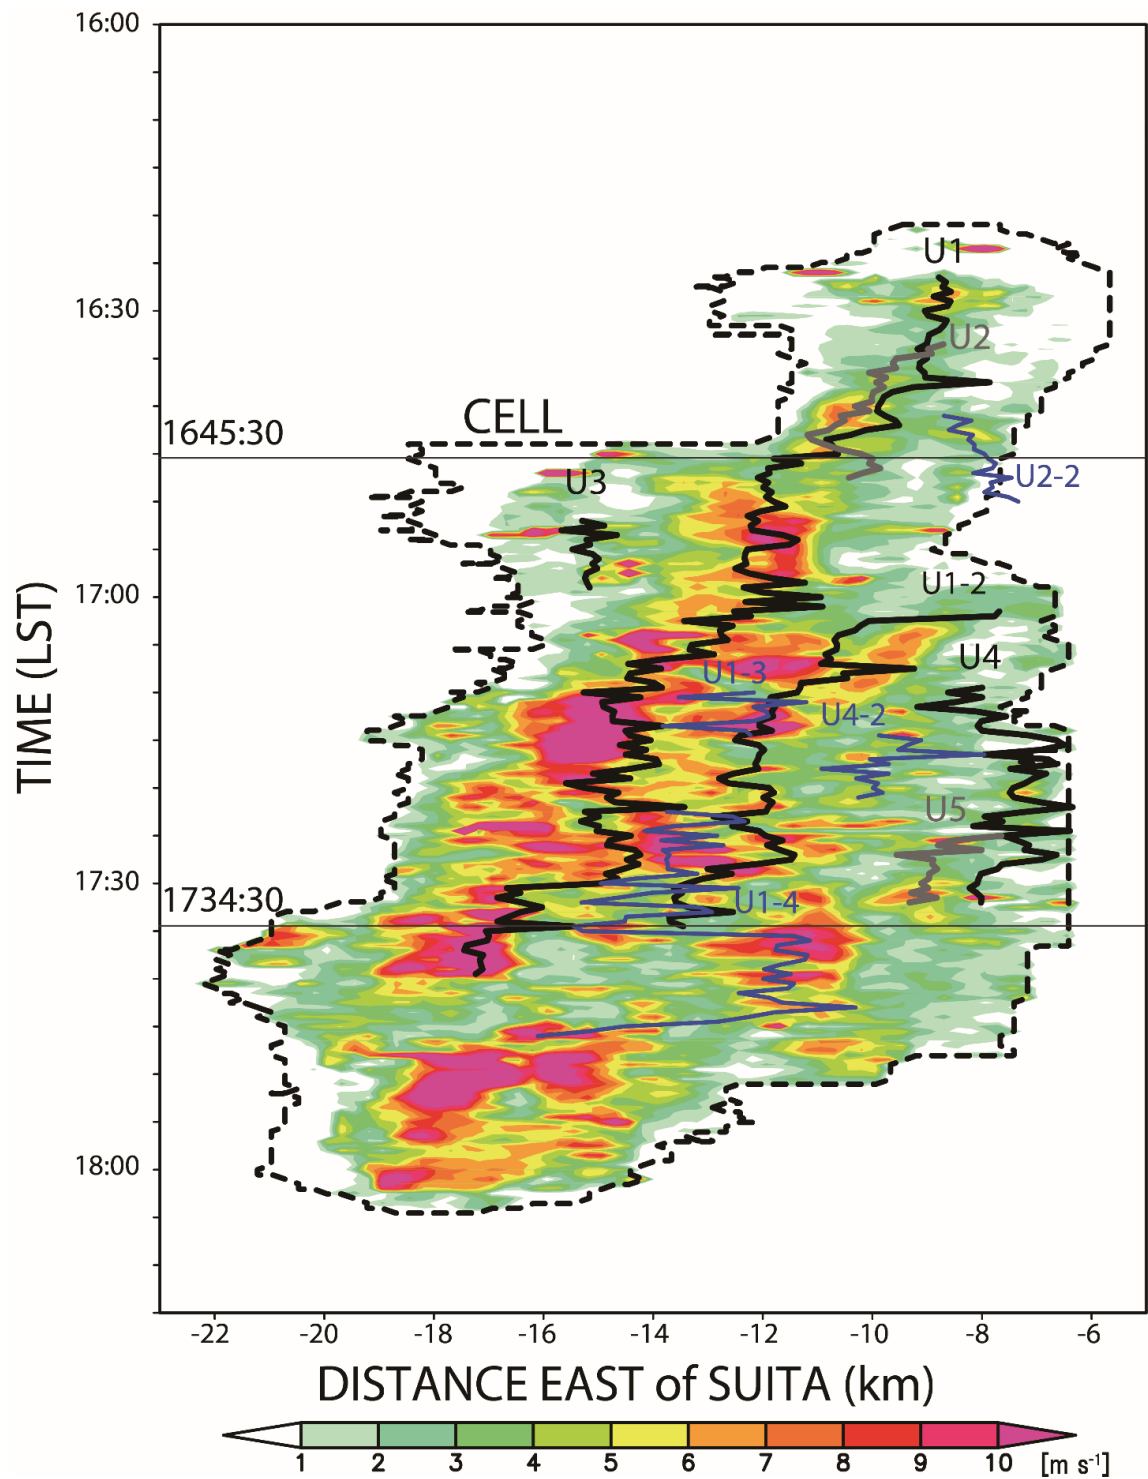 16:00
U1
16:30
U2
CELL
1645:30
U3
U2-2
17:00
U1-2
U4
U1-3
U4-2
U5
17:30
1734:30
U1-4
18:00
TIME (LST)
-22 -20 -18 -16 -14 -12 -10 -8 -6
DISTANCE EAST of SUITA (km)
1 2 3 4 5 6 7 8 9 10 [m s⁻¹]